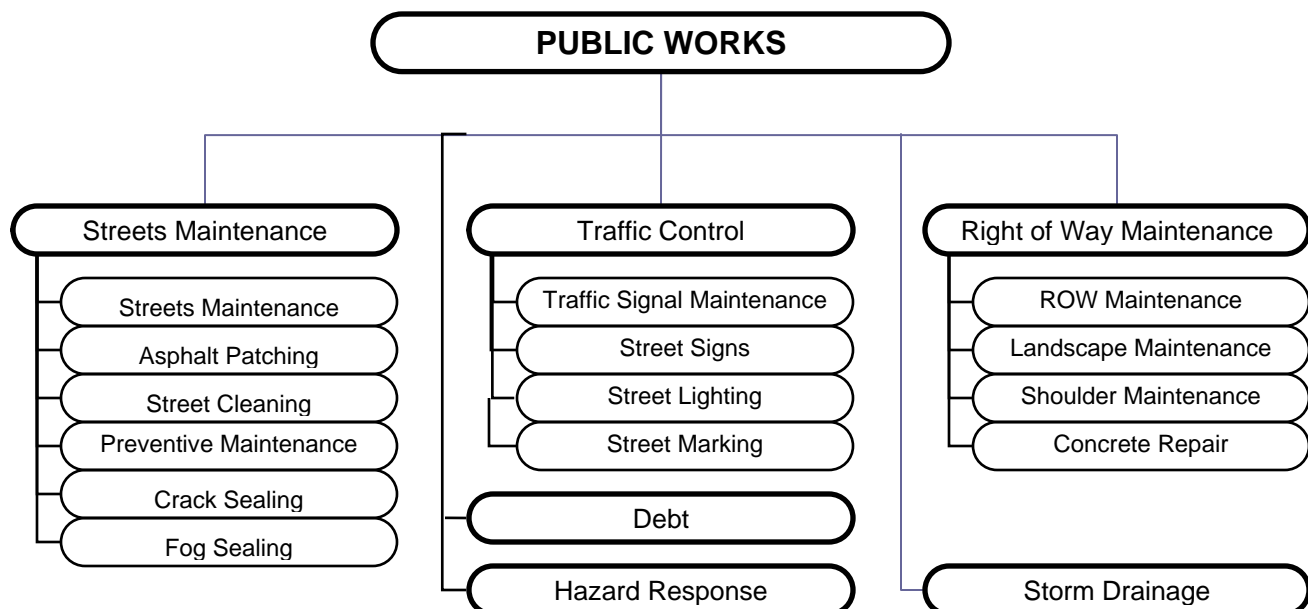 PUBLIC WORKS
Streets Maintenance
Streets Maintenance
Asphalt Patching
Street Cleaning
Preventive Maintenance
Crack Sealing
Fog Sealing
Traffic Control
Traffic Signal Maintenance
Street Signs
Street Lighting
Street Marking
Debt
Hazard Response
Right of Way Maintenance
ROW Maintenance
Landscape Maintenance
Shoulder Maintenance
Concrete Repair
Storm Drainage